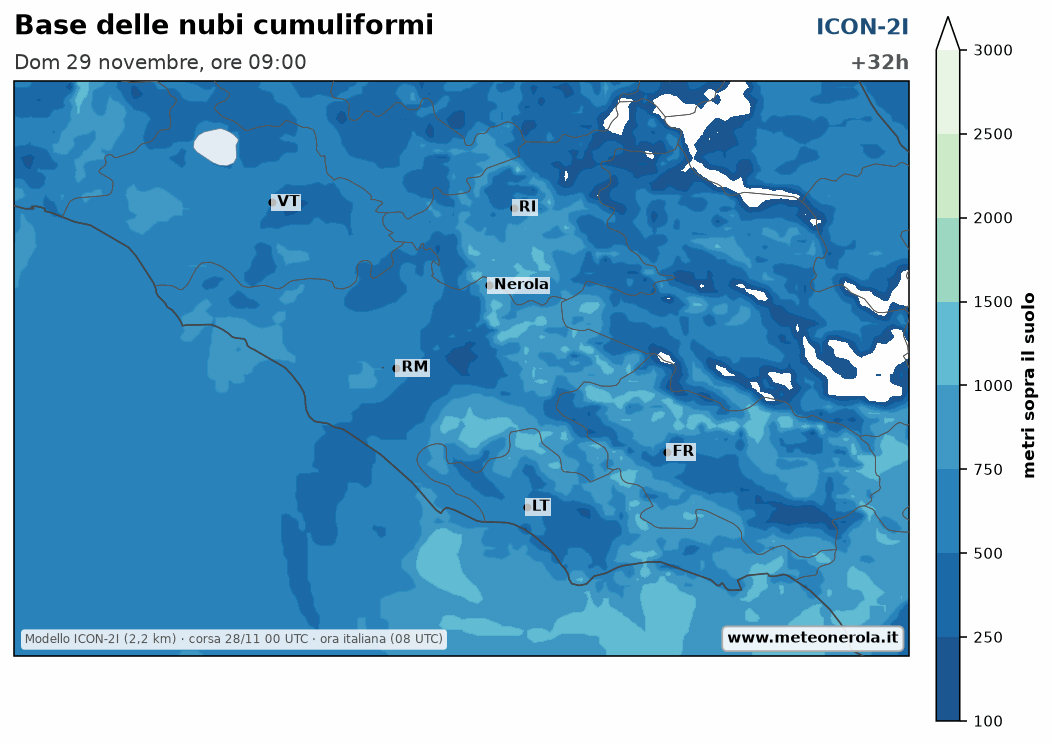 Base delle nubi cumuliformi
ICON-2I
Dom 29 novembre, ore 09:00
+32h
3000
2500
2000
1500
1000
750
500
250
100
metri sopra il suolo
VT
RI
Nerola
RM
FR
LT
Modello ICON-2I (2,2 km) · corsa 28/11 00 UTC · ora italiana (08 UTC)
www.meteonerola.it